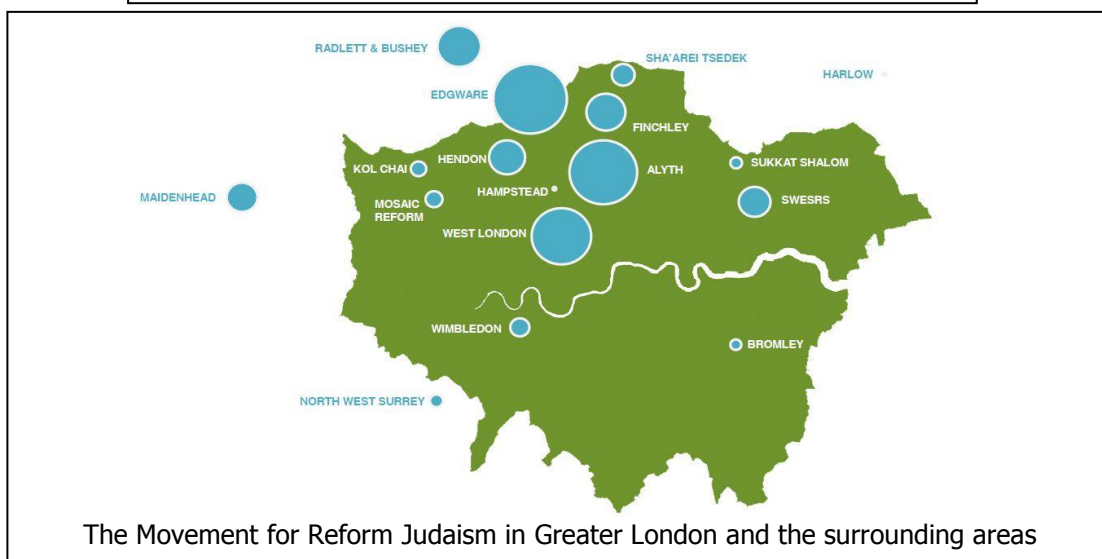 RADLETT & BUSHEY
SHA'AREI TSEDEK
HARLOW
EDGWARE
FINCHLEY
HENDON
KOL CHAI
ALYTH
SUKKAT SHALOM
HAMPSTEAD
MAIDENHEAD
MOSAIC
REFORM
SWESRS
WEST LONDON
WIMBLEDON
BROMLEY
NORTH WEST SURREY
The Movement for Reform Judaism in Greater London and the surrounding areas